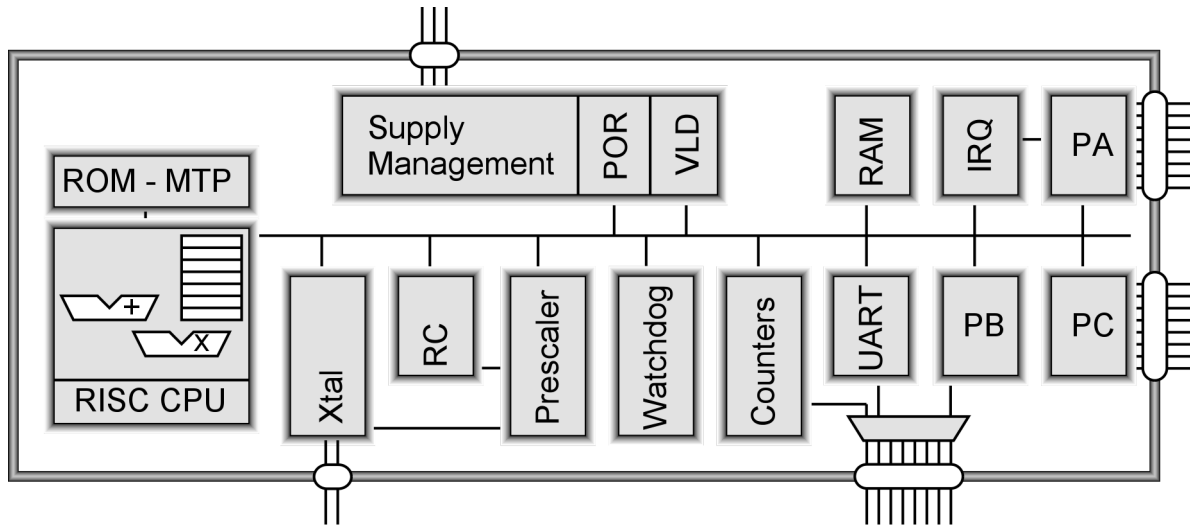 Supply
Management
POR
VLD
RAM
IRQ
PA
ROM - MTP
+
X
RISC CPU
Xtal
RC
Prescaler
Watchdog
Counters
UART
PB
PC